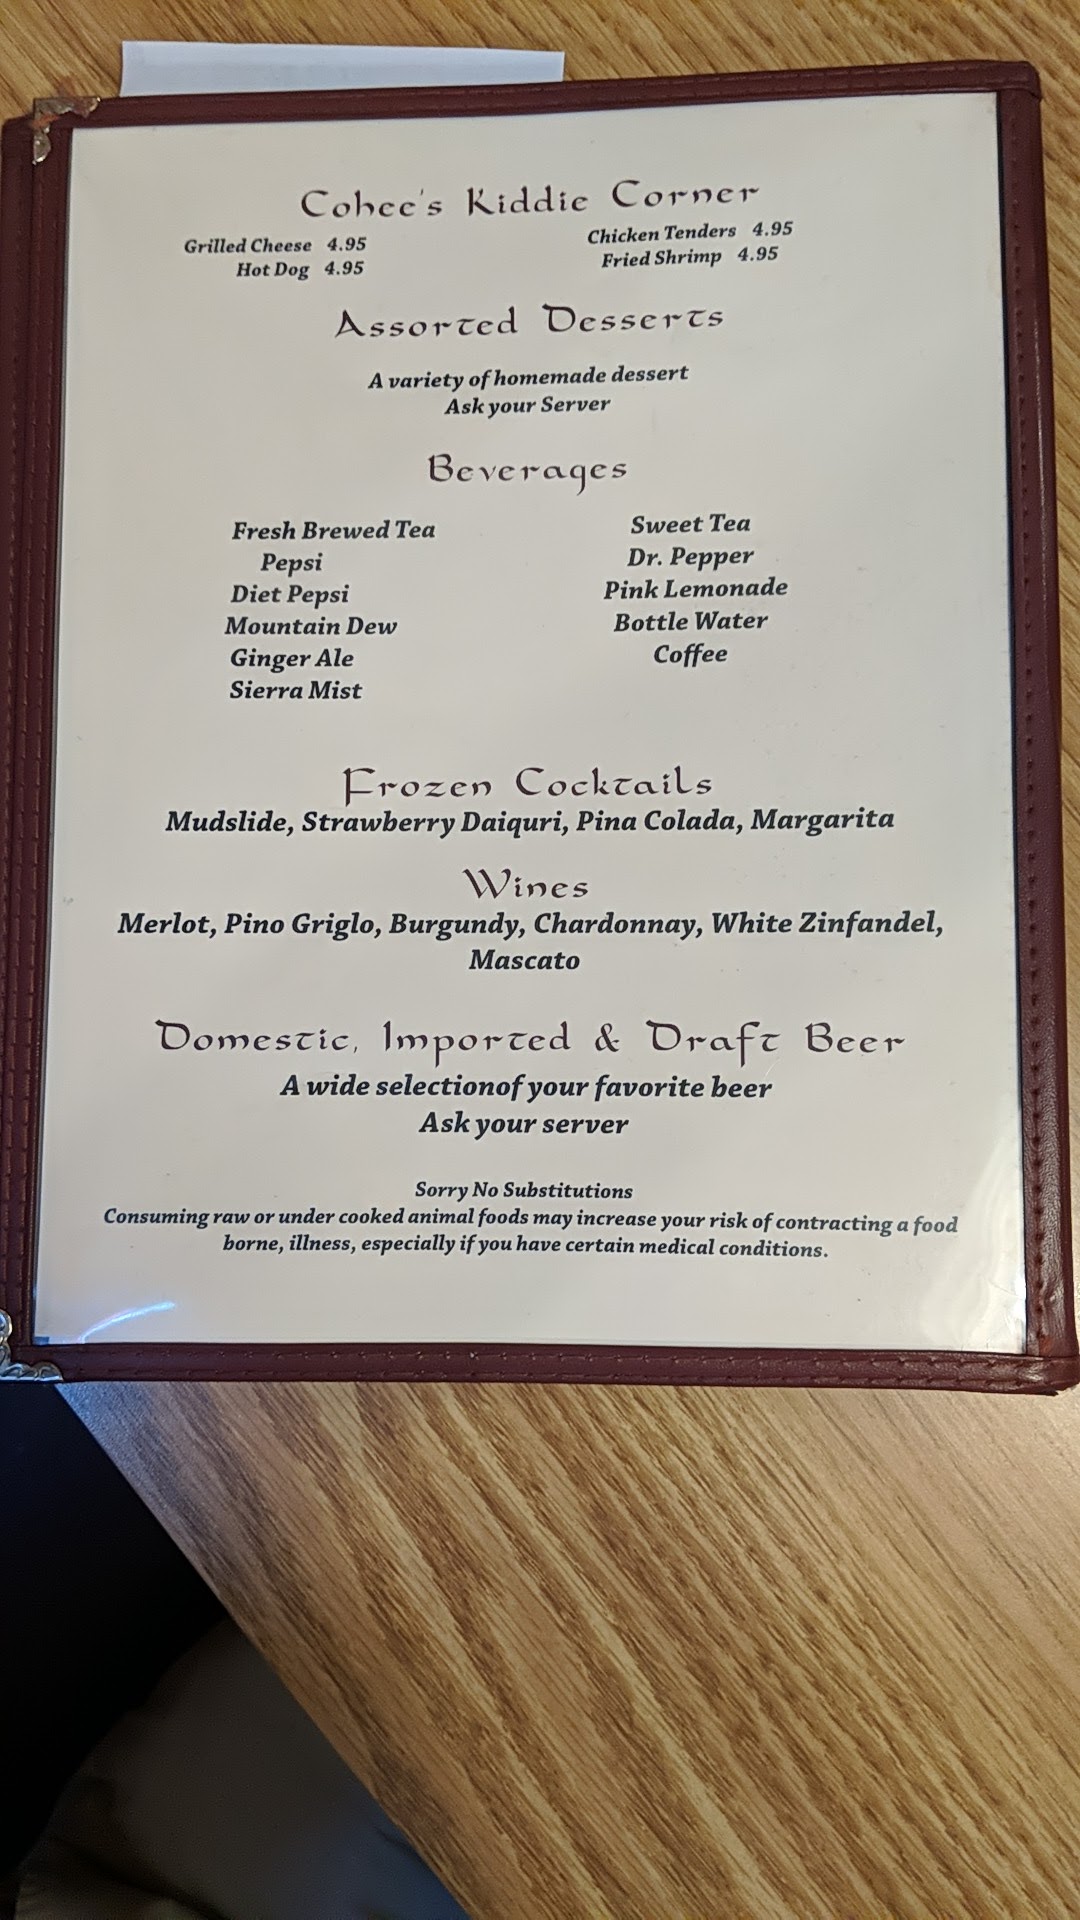 Cohee's Kiddie Corner
Grilled Cheese 4.95
Hot Dog 4.95
Chicken Tenders 4.95
Fried Shrimp 4.95
Assorted Desserts
A variety of homemade dessert
Ask your Server
Beverages
Fresh Brewed Tea
Pepsi
Diet Pepsi
Mountain Dew
Ginger Ale
Sierra Mist
Sweet Tea
Dr. Pepper
Pink Lemonade
Bottle Water
Coffee
Frozen Cocktails
Mudslide, Strawberry Daiquri, Pina Colada, Margarita
Wines
Merlot, Pino Griglo, Burgundy, Chardonnay, White Zinfandel,
Mascato
Domestic, Imported & Draft Beer
A wide selectionof your favorite beer
Ask your server
Sorry No Substitutions
Consuming raw or under cooked animal foods may increase your risk of contracting a food
borne, illness, especially if you have certain medical conditions.